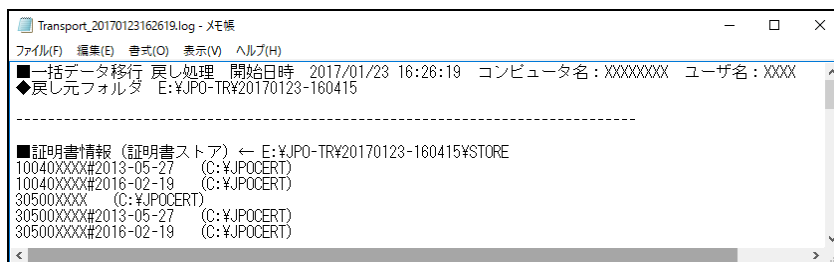 Transport_20170123162619.log - メモ帳
ファイル(F) 編集(E) 書式(O) 表示(V) ヘルプ(H)
■一括データ移行 戻し処理　開始日時　2017/01/23 16:26:19　コンピュータ名：XXXXXXXX　ユーザ名：XXXX
◆戻し元フォルダ　E:¥JPO-TR¥20170123-160415
--------------------------------------------------------------------------------
■証明書情報（証明書ストア）← E:¥JPO-TR¥20170123-160415¥STORE
10040XXXX#2013-05-27　(C:¥JPOCERT)
10040XXXX#2016-02-19　(C:¥JPOCERT)
30500XXXX　(C:¥JPOCERT)
30500XXXX#2013-05-27　(C:¥JPOCERT)
30500XXXX#2016-02-19　(C:¥JPOCERT)